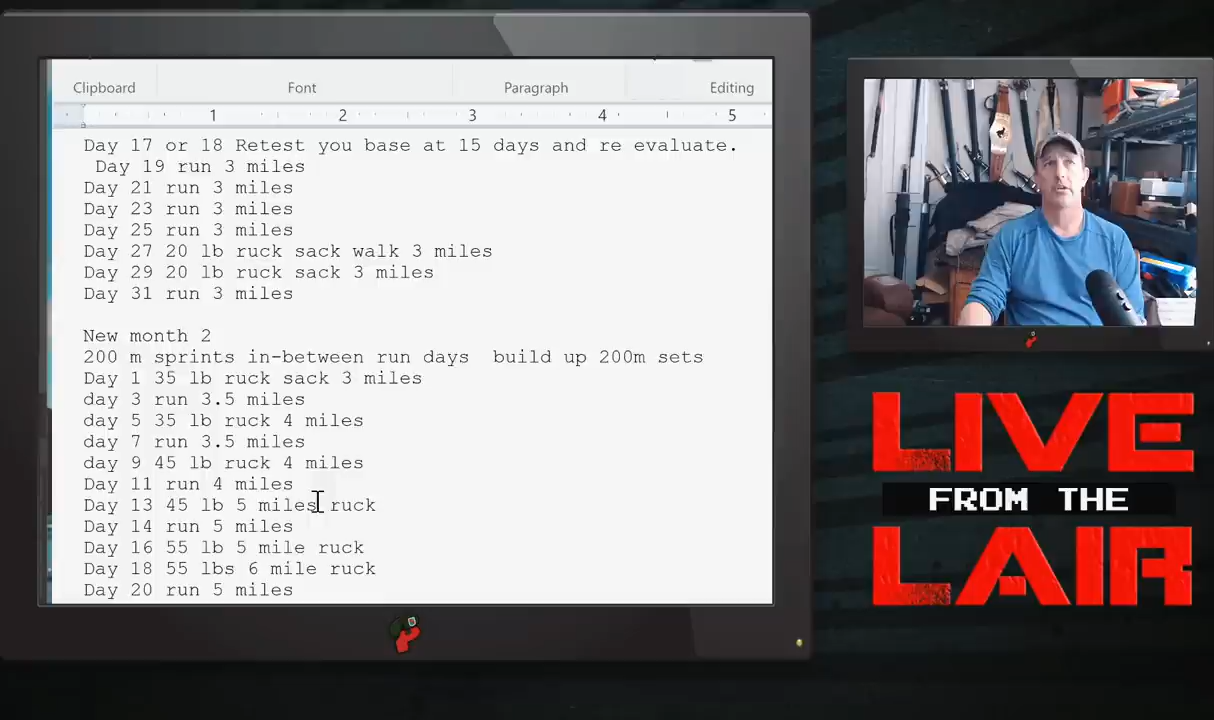 Clipboard
Font
Paragraph
Editing
1
2
3
4
5
Day 17 or 18 Retest you base at 15 days and re evaluate.
Day 19 run 3 miles
Day 21 run 3 miles
Day 23 run 3 miles
Day 25 run 3 miles
Day 27 20 lb ruck sack walk 3 miles
Day 29 20 lb ruck sack 3 miles
Day 31 run 3 miles
New month 2
200 m sprints in-between run days build up 200m sets
Day 1 35 lb ruck sack 3 miles
day 3 run 3.5 miles
day 5 35 lb ruck 4 miles
day 7 run 3.5 miles
day 9 45 lb ruck 4 miles
Day 11 run 4 miles
Day 13 45 lb 5 miles ruck
Day 14 run 5 miles
Day 16 55 lb 5 mile ruck
Day 18 55 lbs 6 mile ruck
Day 20 run 5 miles
LIVE
FROM THE
LAIR